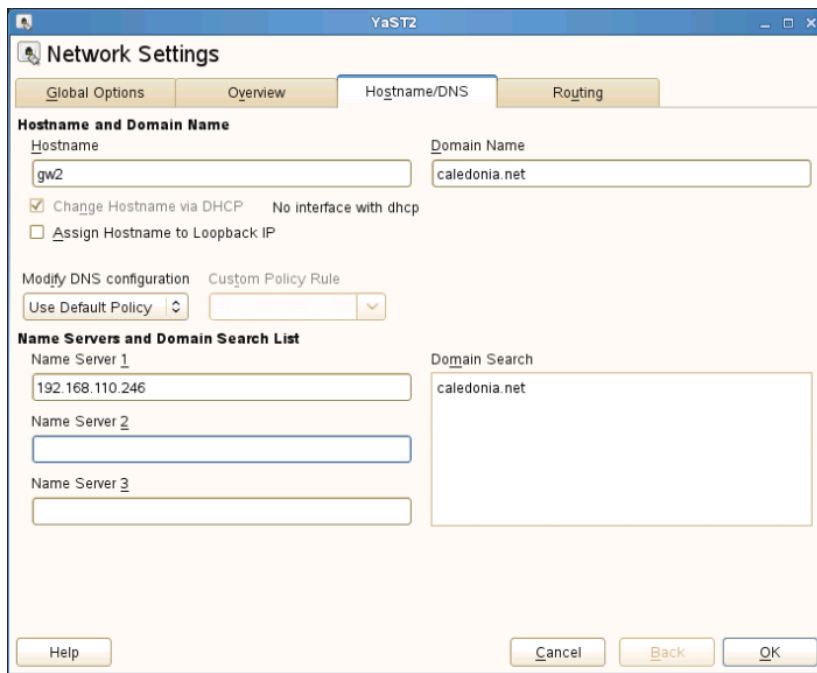 YaST2
Network Settings
Global Options Overview Hostname/DNS Routing
Hostname and Domain Name
Hostname Domain Name
gw2 caledonia.net
Change Hostname via DHCP No interface with dhcp
Assign Hostname to Loopback IP
Modify DNS configuration Custom Policy Rule
Use Default Policy
Name Servers and Domain Search List
Name Server 1 Domain Search
192.168.110.246 caledonia.net
Name Server 2
Name Server 3
Help Cancel Back OK